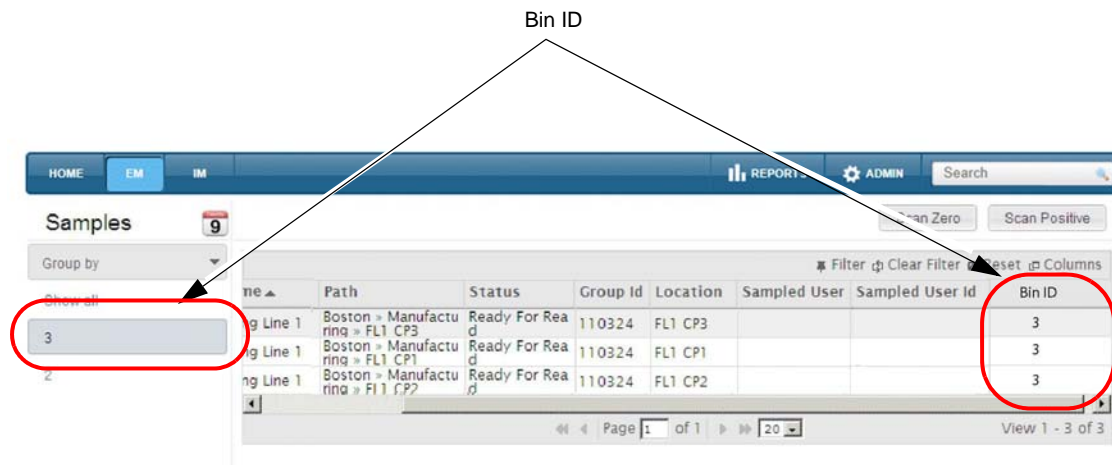 Bin ID
HOME EM IM REPORTS ADMIN Search
Samples 9 Scan Zero Scan Positive
Group by Filter Clear Filter Reset Columns
Show all
me Path Status Group Id Location Sampled User Sampled User Id Bin ID
3
ng Line 1 Boston » Manufactu Ready For Rea 110324 FL1 CP3 3
ring » FL1 CP3 d
ng Line 1 Boston » Manufactu Ready For Rea 110324 FL1 CP1 3
ring » FL1 CP1 d
2
ng Line 1 Boston » Manufactu Ready For Rea 110324 FL1 CP2 3
ring » FL1 CP2 d
Page 1 of 1 20 View 1 - 3 of 3